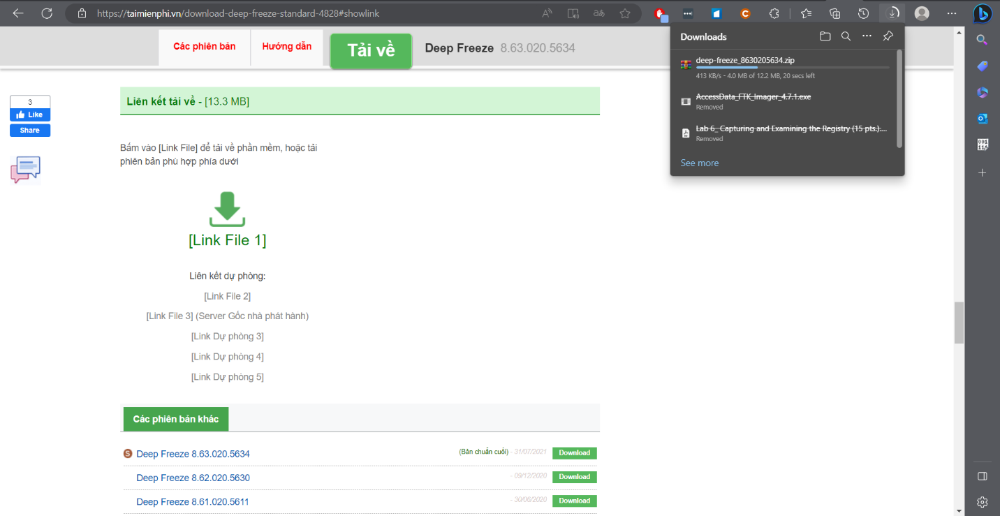 https://taimienphi.vn/download-deep-freeze-standard-4828#showlink
Các phiên bản
Hướng dẫn
Tải về
Deep Freeze 8.63.020.5634
Downloads
deep-freeze_8630205634.zip
413 KB/s - 4.0 MB of 12.2 MB, 20 secs left
AccessData_FTK_Imager_4.7.1.exe
Removed
Lab 6_ Capturing and Examining the Registry (15 pts.):...
Removed
See more
3
Like
Share
Liên kết tải về - [13.3 MB]
Bấm vào [Link File] để tải về phần mềm, hoặc tải
phiên bản phù hợp phía dưới
[Link File 1]
Liên kết dự phòng:
[Link File 2]
[Link File 3] (Server Gốc nhà phát hành)
[Link Dự phòng 3]
[Link Dự phòng 4]
[Link Dự phòng 5]
Các phiên bản khác
S Deep Freeze 8.63.020.5634 (Bản chuẩn cuối) - 31/07/2021 Download
Deep Freeze 8.62.020.5630 - 09/12/2020 Download
Deep Freeze 8.61.020.5611 - 30/06/2020 Download